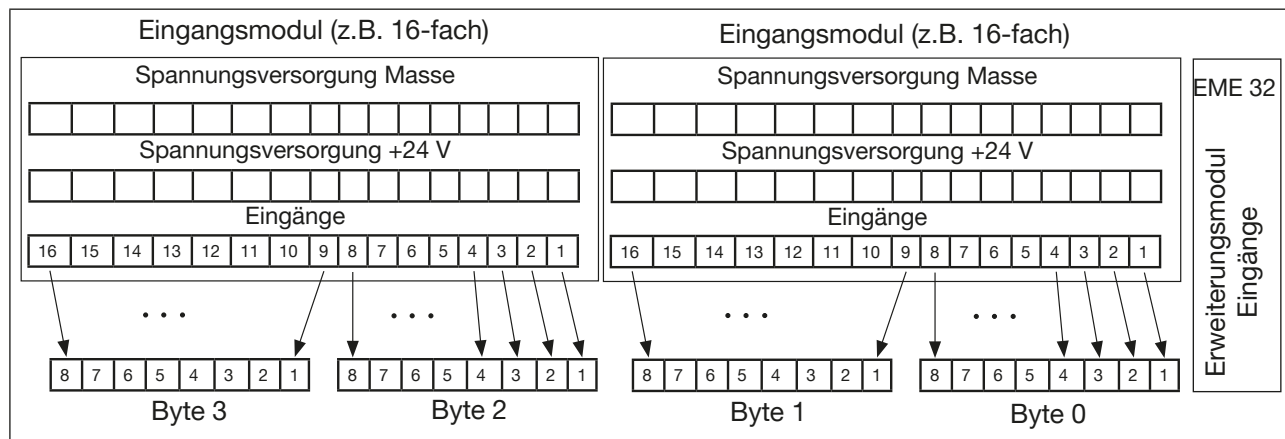 Eingangsmodul (z.B. 16-fach)
Spannungsversorgung Masse
Spannungsversorgung +24 V
Eingänge
16 15 14 13 12 11 10 9 8 7 6 5 4 3 2 1
. . . . . .
8 7 6 5 4 3 2 1 8 7 6 5 4 3 2 1
Byte 3 Byte 2
Eingangsmodul (z.B. 16-fach)
Spannungsversorgung Masse
Spannungsversorgung +24 V
Eingänge
16 15 14 13 12 11 10 9 8 7 6 5 4 3 2 1
. . . . . .
8 7 6 5 4 3 2 1 8 7 6 5 4 3 2 1
Byte 1 Byte 0
EME 32
Erweiterungsmodul
Eingänge